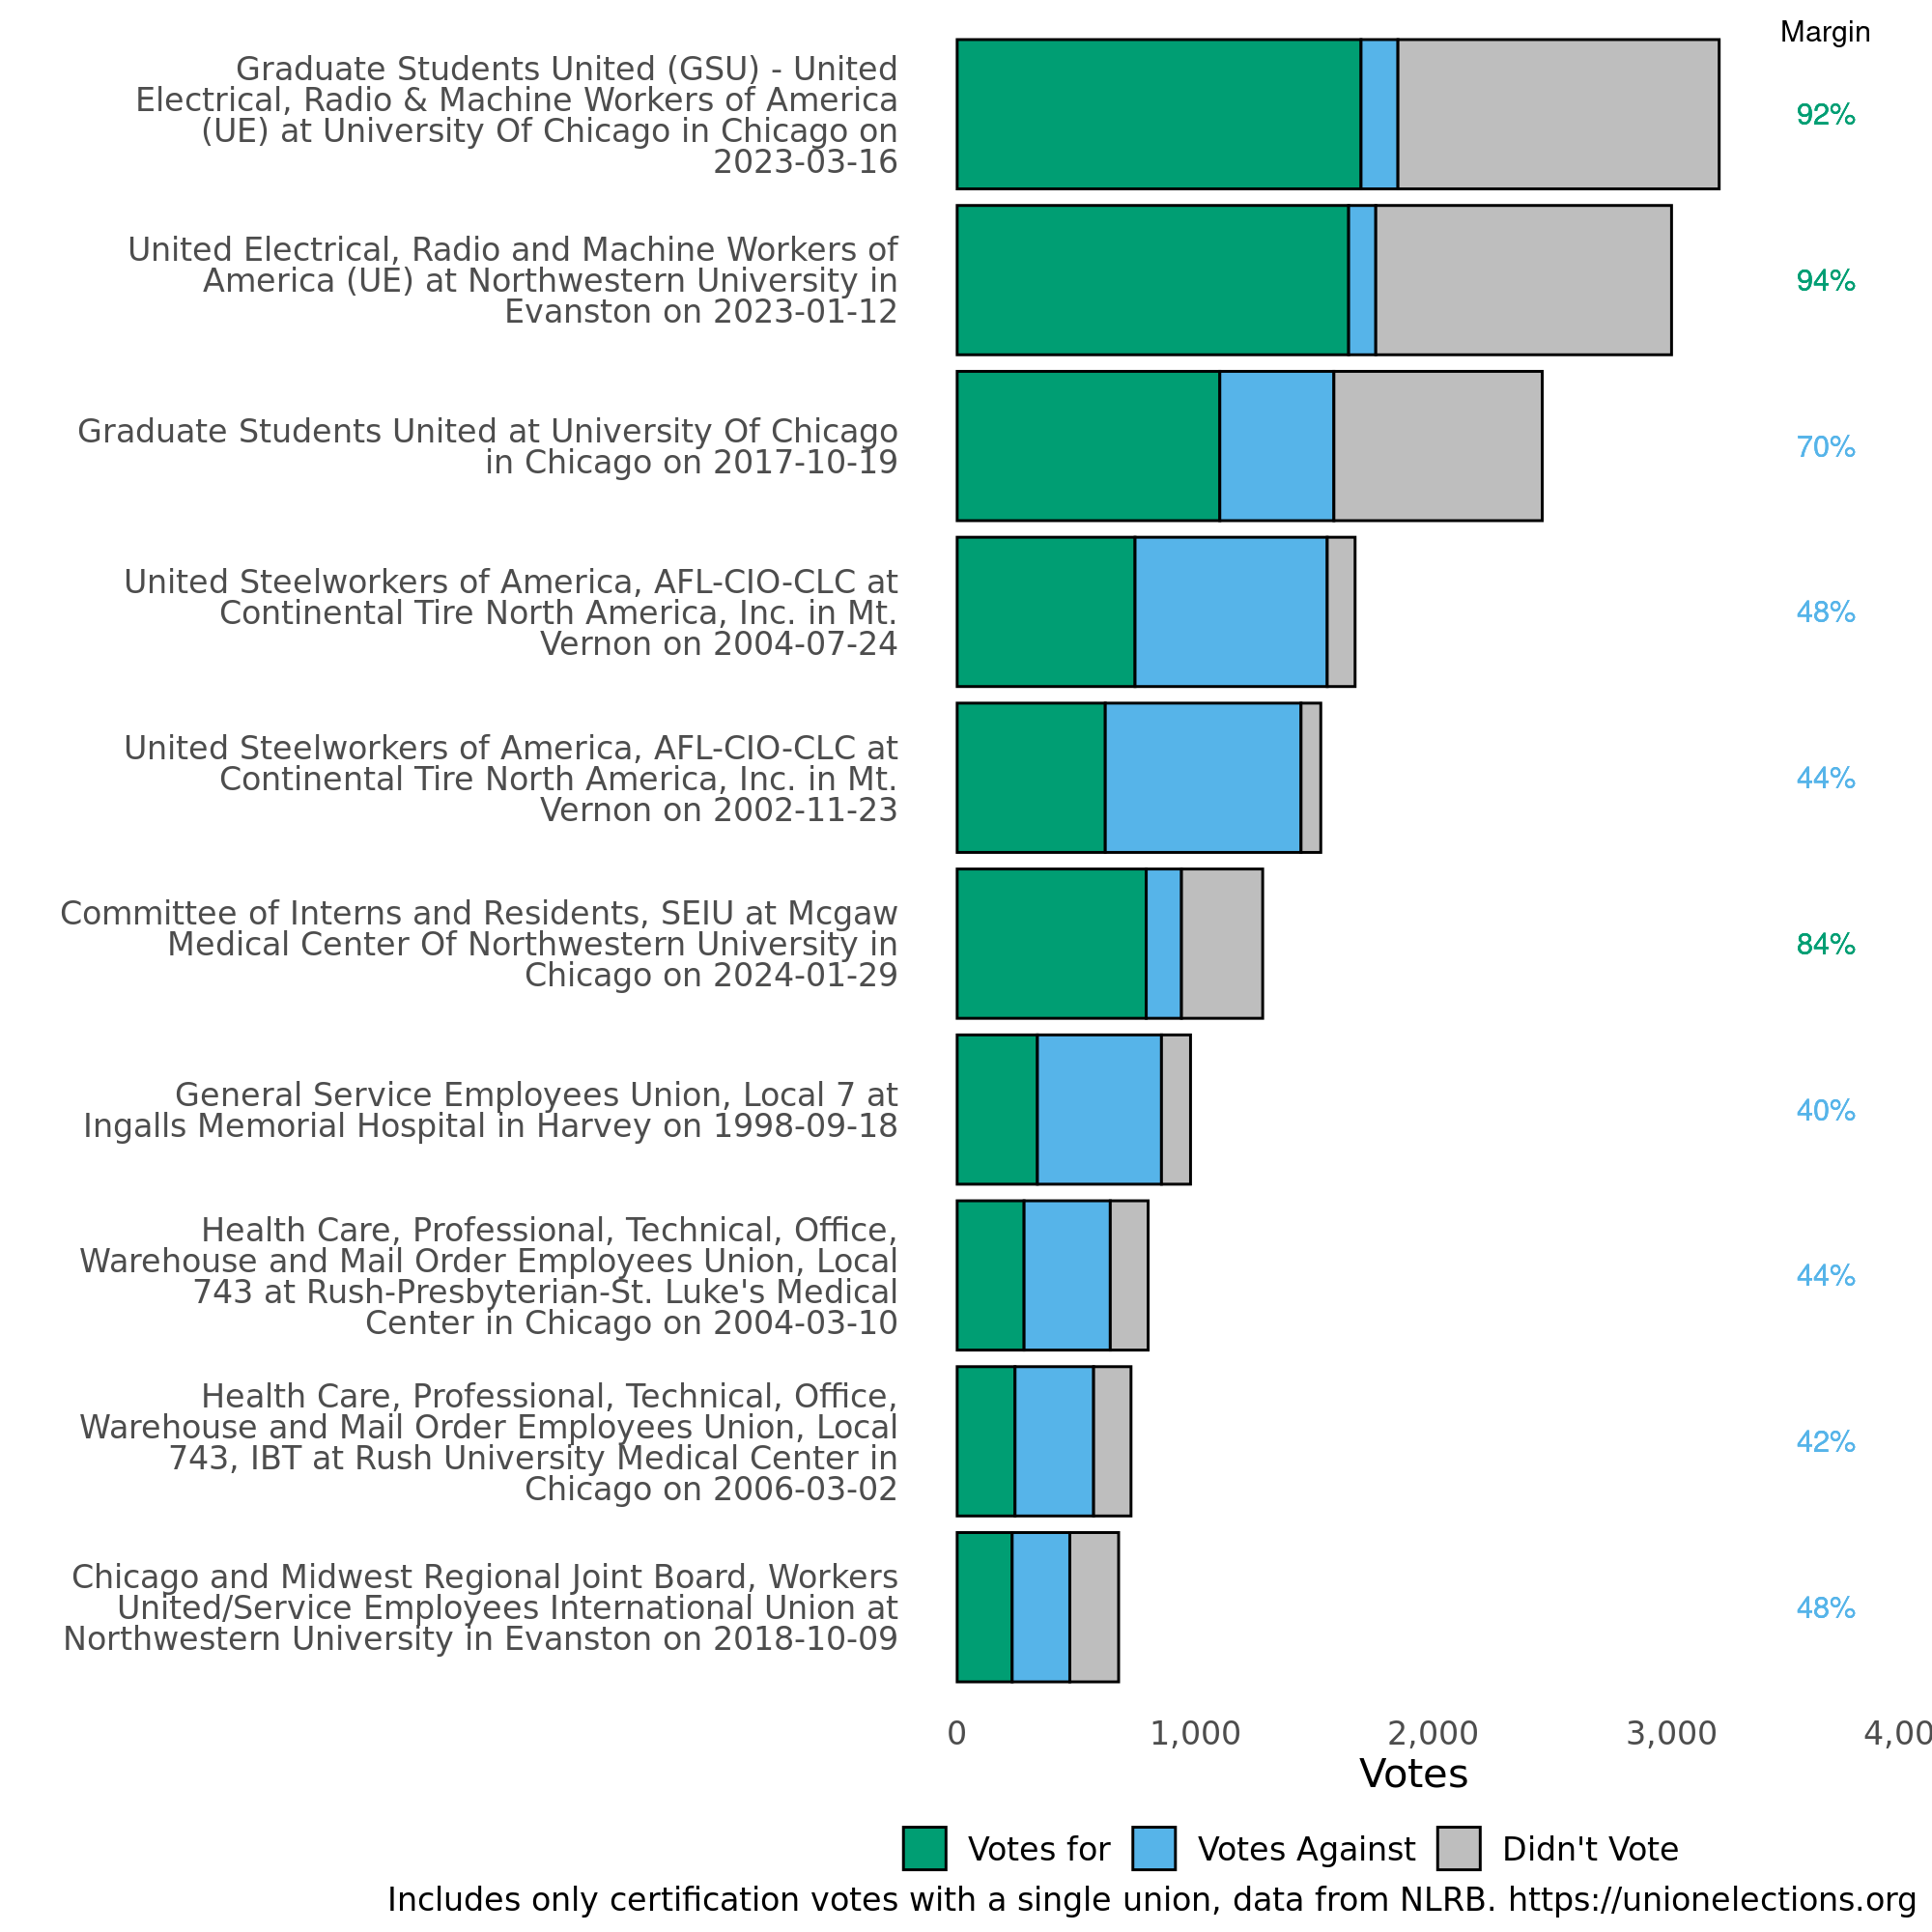 Margin
Graduate Students United (GSU) - United
Electrical, Radio & Machine Workers of America
(UE) at University Of Chicago in Chicago on
2023-03-16
92%
United Electrical, Radio and Machine Workers of
America (UE) at Northwestern University in
Evanston on 2023-01-12
94%
Graduate Students United at University Of Chicago
in Chicago on 2017-10-19
70%
United Steelworkers of America, AFL-CIO-CLC at
Continental Tire North America, Inc. in Mt.
Vernon on 2004-07-24
48%
United Steelworkers of America, AFL-CIO-CLC at
Continental Tire North America, Inc. in Mt.
Vernon on 2002-11-23
44%
Committee of Interns and Residents, SEIU at Mcgaw
Medical Center Of Northwestern University in
Chicago on 2024-01-29
84%
General Service Employees Union, Local 7 at
Ingalls Memorial Hospital in Harvey on 1998-09-18
40%
Health Care, Professional, Technical, Office,
Warehouse and Mail Order Employees Union, Local
743 at Rush-Presbyterian-St. Luke's Medical
Center in Chicago on 2004-03-10
44%
Health Care, Professional, Technical, Office,
Warehouse and Mail Order Employees Union, Local
743, IBT at Rush University Medical Center in
Chicago on 2006-03-02
42%
Chicago and Midwest Regional Joint Board, Workers
United/Service Employees International Union at
Northwestern University in Evanston on 2018-10-09
48%
0 1,000 2,000 3,000 4,00
Votes
Votes for Votes Against Didn't Vote
Includes only certification votes with a single union, data from NLRB. https://unionelections.org